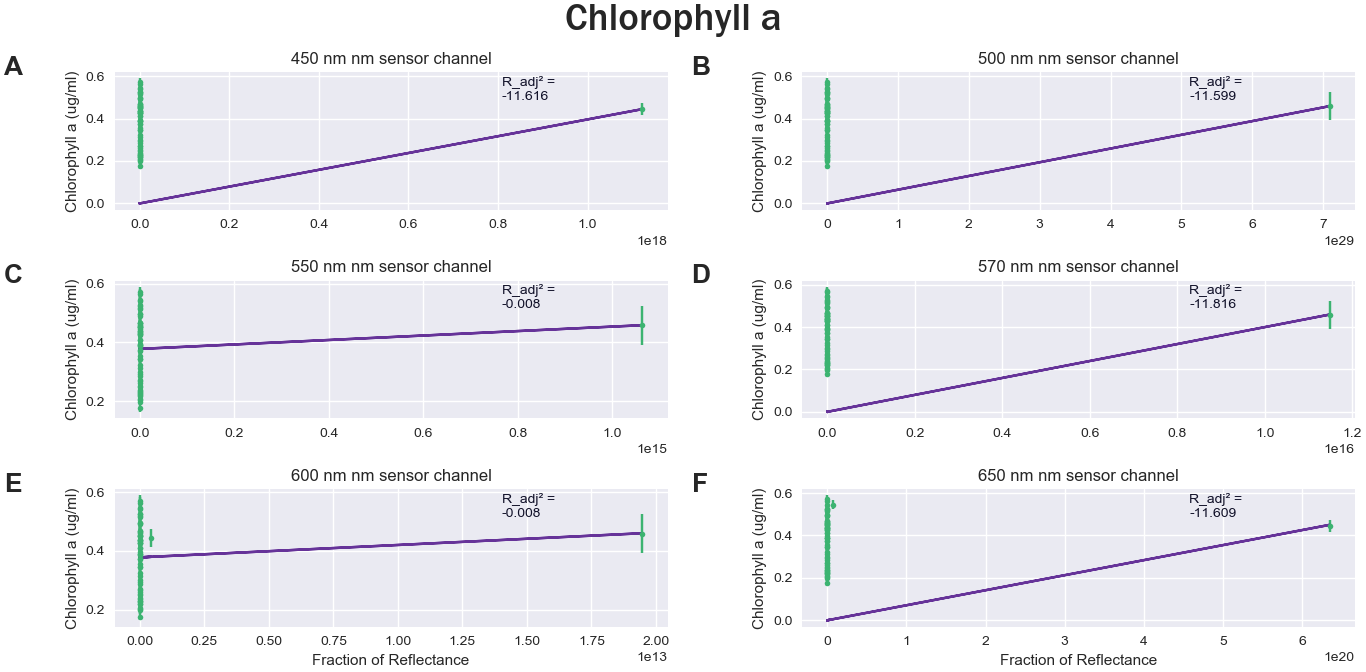 Chlorophyll a
A
450 nm nm sensor channel
Chlorophyll a (ug/ml)
0.6
0.4
0.2
0.0
R_adj² =
-11.616
0.0 0.2 0.4 0.6 0.8 1.0
1e18
B
500 nm nm sensor channel
Chlorophyll a (ug/ml)
0.6
0.4
0.2
0.0
R_adj² =
-11.599
0 1 2 3 4 5 6 7
1e29
C
550 nm nm sensor channel
Chlorophyll a (ug/ml)
0.6
0.4
0.2
R_adj² =
-0.008
0.0 0.2 0.4 0.6 0.8 1.0
1e15
D
570 nm nm sensor channel
Chlorophyll a (ug/ml)
0.6
0.4
0.2
0.0
R_adj² =
-11.816
0.0 0.2 0.4 0.6 0.8 1.0 1.2
1e16
E
600 nm nm sensor channel
Chlorophyll a (ug/ml)
0.6
0.4
0.2
R_adj² =
-0.008
0.00 0.25 0.50 0.75 1.00 1.25 1.50 1.75 2.00
1e13
Fraction of Reflectance
F
650 nm nm sensor channel
Chlorophyll a (ug/ml)
0.6
0.4
0.2
0.0
R_adj² =
-11.609
0 1 2 3 4 5 6
1e20
Fraction of Reflectance